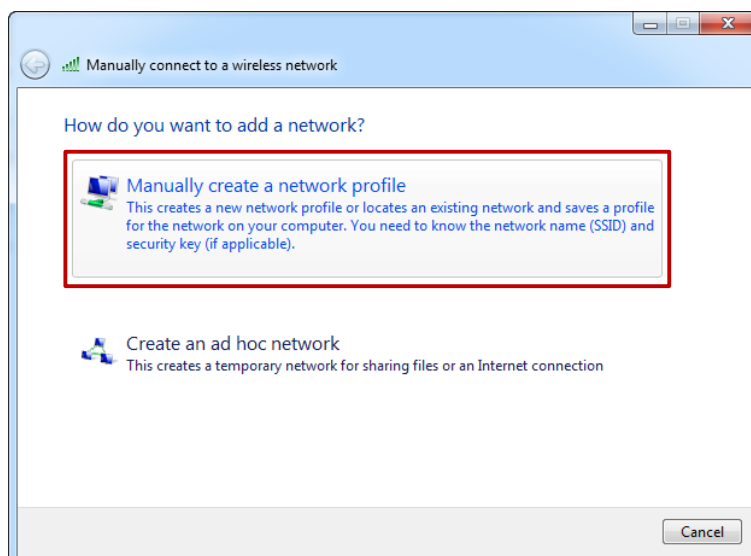 Manually connect to a wireless network
How do you want to add a network?
Manually create a network profile
This creates a new network profile or locates an existing network and saves a profile
for the network on your computer. You need to know the network name (SSID) and
security key (if applicable).
Create an ad hoc network
This creates a temporary network for sharing files or an Internet connection
Cancel